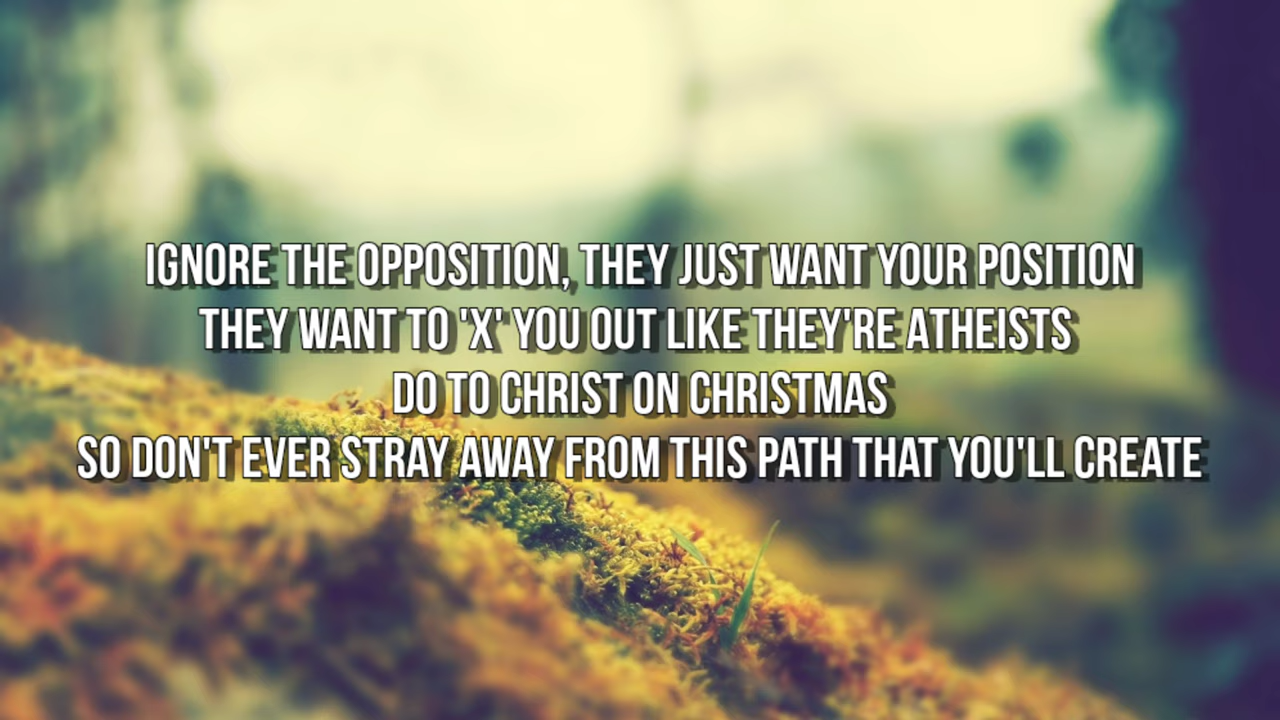 IGNORE THE OPPOSITION, THEY JUST WANT YOUR POSITION
THEY WANT TO 'X' YOU OUT LIKE THEY'RE ATHEISTS
DO TO CHRIST ON CHRISTMAS
SO DON'T EVER STRAY AWAY FROM THIS PATH THAT YOU'LL CREATE